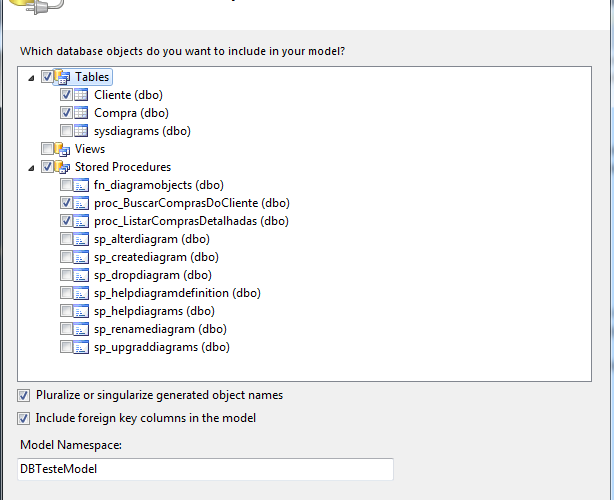 Which database objects do you want to include in your model?
Tables
Cliente (dbo)
Compra (dbo)
sysdiagrams (dbo)
Views
Stored Procedures
fn_diagramobjects (dbo)
proc_BuscarComprasDoCliente (dbo)
proc_ListarComprasDetalhadas (dbo)
sp_alterdiagram (dbo)
sp_creatediagram (dbo)
sp_dropdiagram (dbo)
sp_helpdiagramdefinition (dbo)
sp_helpdiagrams (dbo)
sp_renamediagram (dbo)
sp_upgraddiagrams (dbo)
Pluralize or singularize generated object names
Include foreign key columns in the model
Model Namespace:
DBTesteModel